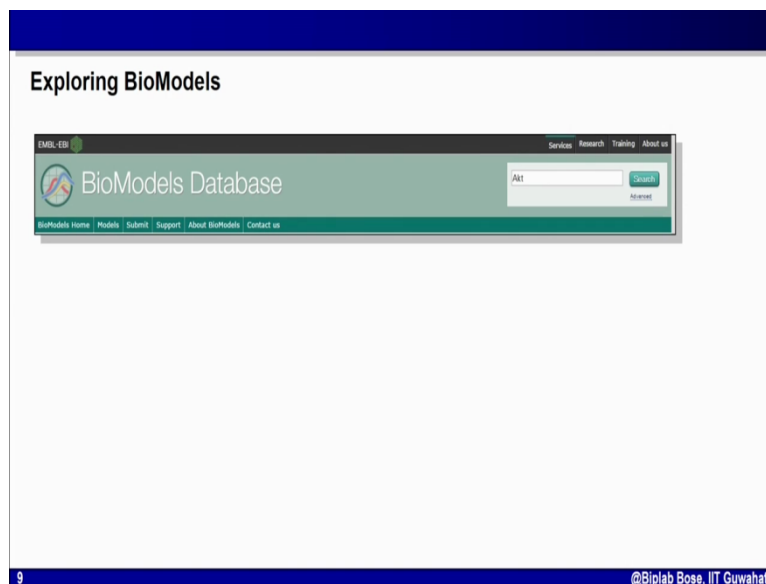 Exploring BioModels
EMBL-EBI
Services Research Training About us
BioModels Database
Akt
Search
Advanced
BioModels Home Models Submit Support About BioModels Contact us
9
@Biplab Bose, IIT Guwahat